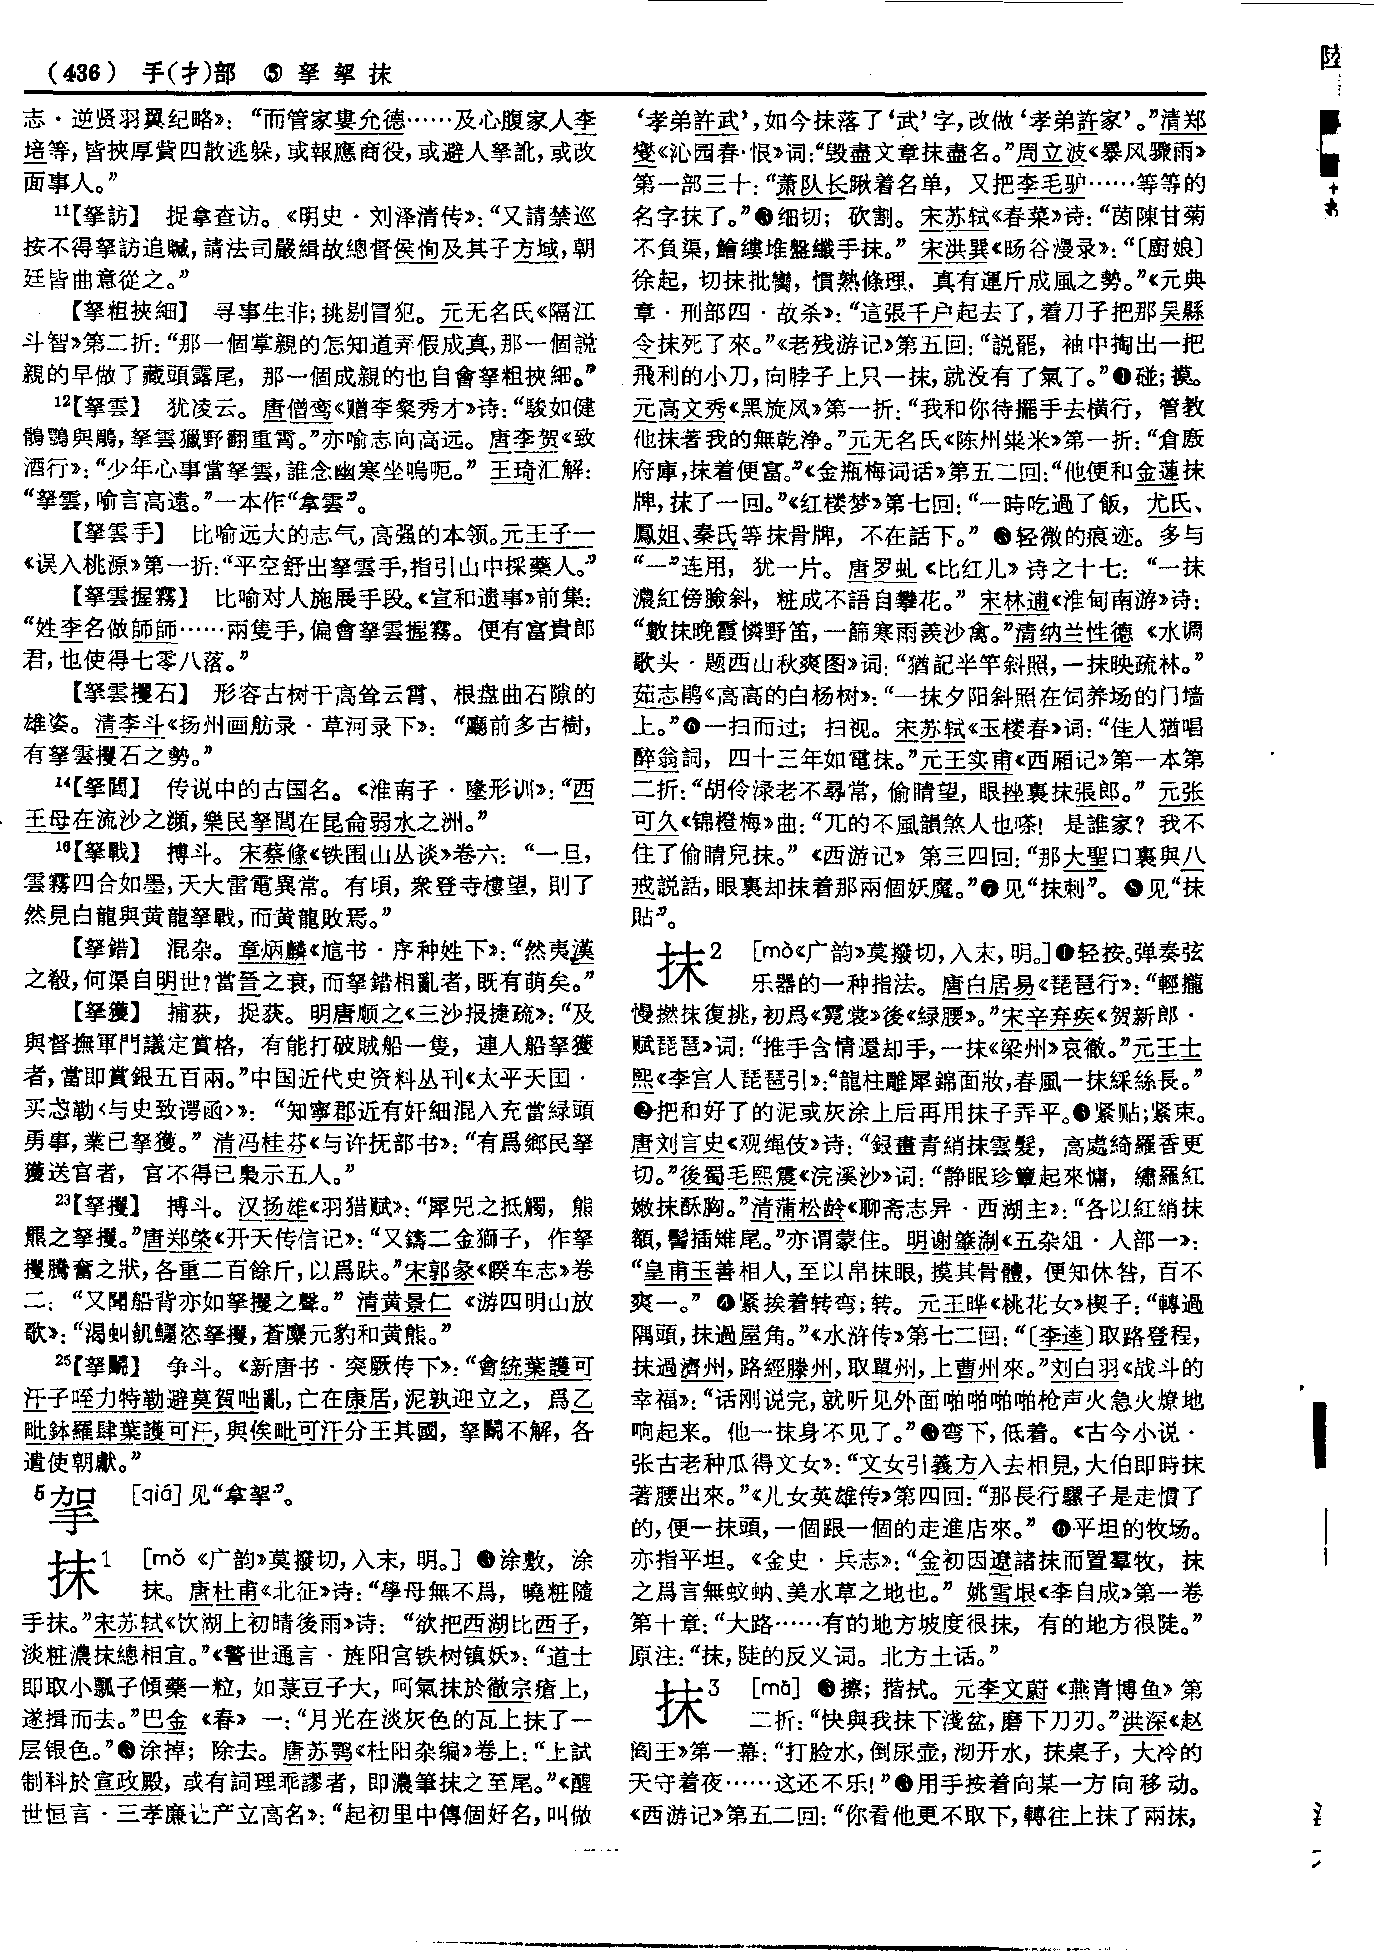 (436) 手(扌)部 ⑤ 拏 挐 抹
志·逆贤羽翼纪略》：“而管家婁允德……及心腹家人李
培等，皆挾厚貲四散逃躲，或報應商役，或避人拏訛，或改
面事人。”
11【拏訪】 捉拿查访。《明史·刘泽清传》：“又請禁巡
按不得拏訪追贓，請法司嚴緝故總督侯恂及其子方域，朝
廷皆曲意從之。”
【拏粗挾細】 寻事生非；挑剔冒犯。元无名氏《隔江
斗智》第二折：“那一個掌親的怎知道弄假成真，那一個説
親的早做了藏頭露尾，那一個成親的也自會拏粗挾細。”
12【拏雲】 犹凌云。唐僧鸾《赠李粲秀才》诗：“駿如健
鶻鶚與鵰，拏雲獵野翻重霄。”亦喻志向高远。唐李贺《致
酒行》：“少年心事當拏雲，誰念幽寒坐嗚呃。”王琦汇解：
“拏雲，喻言高遠。”一本作“拿雲”。
【拏雲手】 比喻远大的志气，高强的本领。元王子一
《误入桃源》第一折：“平空舒出拏雲手，指引山中採藥人。”
【拏雲握霧】 比喻对人施展手段。《宣和遗事》前集：
“姓李名做師師……兩隻手，偏會拏雲握霧。便有富貴郎
君，也使得七零八落。”
【拏雲攫石】 形容古树干高耸云霄、根盘曲石隙的
雄姿。清李斗《扬州画舫录·草河录下》：“廳前多古樹，
有拏雲攫石之勢。”
14【拏閭】 传说中的古国名。《淮南子·墬形训》：“西
王母在流沙之瀕，樂民拏閭在昆侖弱水之洲。”
16【拏戰】 搏斗。宋蔡絛《铁围山丛谈》卷六：“一旦，
雲霧四合如墨，天大雷電異常。有頃，衆登寺樓望，則了
然見白龍與黄龍拏戰，而黄龍敗焉。”
【拏錯】 混杂。章炳麟《訄书·序种姓下》：“然夷漢
之殽，何渠自明世？當晉之衰，而拏錯相亂者，既有萌矣。”
【拏獲】 捕获，捉获。明唐顺之《三沙报捷疏》：“及
與督撫軍門議定賞格，有能打破賊船一隻，連人船拏獲
者，當即賞銀五百兩。”中国近代史资料丛刊《太平天国·
买忘勒〈与史致谔函〉》：“知寧郡近有奸細混入充當緑頭
勇事，業已拏獲。”清冯桂芬《与许抚部书》：“有爲鄉民拏
獲送官者，官不得已梟示五人。”
23【拏攫】 搏斗。汉扬雄《羽猎赋》：“犀兕之抵觸，熊
羆之拏攫。”唐郑棨《开天传信记》：“又鑄二金獅子，作拏
攫騰奮之狀，各重二百餘斤，以爲趺。”宋郭彖《睽车志》卷
二：“又聞船背亦如拏攫之聲。”清黄景仁《游四明山放
歌》：“渴虯飢鼉恣拏攫，蒼麋元豹和黄熊。”
25【拏鬭】 争斗。《新唐书·突厥传下》：“會統葉護可
汗子咥力特勒避莫賀咄亂，亡在康居，泥孰迎立之，爲乙
毗鉢羅肆葉護可汗，與俟毗可汗分王其國，拏鬭不解，各
遣使朝獻。”
5 挐 [qiá]见“拿挐”。
抹1 [mǒ《广韵》莫撥切，入末，明。] ❶涂敷，涂
抹。唐杜甫《北征》诗：“學母無不爲，曉粧隨
手抹。”宋苏轼《饮湖上初晴後雨》诗：“欲把西湖比西子，
淡粧濃抹總相宜。”《警世通言·旌阳宫铁树镇妖》：“道士
即取小瓢子傾藥一粒，如菉豆子大，呵氣抹於徽宗瘡上，
遂揖而去。”巴金《春》一：“月光在淡灰色的瓦上抹了一
层银色。”❷涂掉；除去。唐苏鹗《杜阳杂编》卷上：“上試
制科於宣政殿，或有詞理乖謬者，即濃筆抹之至尾。”《醒
世恒言·三孝廉让产立高名》：“起初里中傳個好名，叫做
‘孝弟許武’，如今抹落了‘武’字，改做‘孝弟許家’。”清郑
燮《沁园春·恨》词：“毁盡文章抹盡名。”周立波《暴风骤雨》
第一部三十：“萧队长瞅着名单，又把李毛驴……等等的
名字抹了。”❸细切；砍割。宋苏轼《春菜》诗：“茵陳甘菊
不負渠，鱠縷堆盤纖手抹。”宋洪巽《旸谷漫录》：“〔廚娘〕
徐起，切抹批臠，慣熟條理，真有運斤成風之勢。”《元典
章·刑部四·故杀》：“這張千户起去了，着刀子把那吴縣
令抹死了來。”《老残游记》第五回：“説罷，袖中掏出一把
飛利的小刀，向脖子上只一抹，就没有了氣了。”❹碰；摸。
元高文秀《黑旋风》第一折：“我和你待擺手去横行，管教
他抹著我的無乾浄。”元无名氏《陈州粜米》第一折：“倉廒
府庫，抹着便富。”《金瓶梅词话》第五二回：“他便和金蓮抹
牌，抹了一回。”《红楼梦》第七回：“一時吃過了飯，尤氏、
鳳姐、秦氏等抹骨牌，不在話下。”❺轻微的痕迹。多与
“一”连用，犹一片。唐罗虬《比红儿》诗之十七：“一抹
濃紅傍臉斜，粧成不語自攀花。”宋林逋《淮甸南游》诗：
“數抹晚霞憐野笛，一篩寒雨羨沙禽。”清纳兰性德《水调
歌头·题西山秋爽图》词：“猶記半竿斜照，一抹映疏林。”
茹志鹃《高高的白杨树》：“一抹夕阳斜照在饲养场的门墙
上。”❻一扫而过；扫视。宋苏轼《玉楼春》词：“佳人猶唱
醉翁詞，四十三年如電抹。”元王实甫《西厢记》第一本第
二折：“胡伶渌老不尋常，偷睛望，眼挫裏抹張郎。”元张
可久《锦橙梅》曲：“兀的不風韻煞人也嗏！是誰家？我不
住了偷睛兒抹。”《西游记》第三四回：“那大聖口裏與八
戒説話，眼裏却抹着那兩個妖魔。”❼见“抹刺”。❽见“抹
貼”。
抹2 [mò《广韵》莫撥切，入末，明。]❶轻按。弹奏弦
乐器的一种指法。唐白居易《琵琶行》：“輕攏
慢撚抹復挑，初爲《霓裳》後《緑腰》。”宋辛弃疾《贺新郎·
赋琵琶》词：“推手含情還却手，一抹《梁州》哀徹。”元王士
熙《李宫人琵琶引》：“龍柱雕犀錦面妝，春風一抹綵絲長。”
❷把和好了的泥或灰涂上后再用抹子弄平。❸紧贴；紧束。
唐刘言史《观绳伎》诗：“銀畫青綃抹雲髮，高處綺羅香更
切。”後蜀毛熙震《浣溪沙》词：“静眠珍簟起來慵，繡羅紅
嫩抹酥胸。”清蒲松龄《聊斋志异·西湖主》：“各以紅綃抹
額，髻插雉尾。”亦谓蒙住。明谢肇淛《五杂俎·人部一》：
“皇甫玉善相人，至以帛抹眼，摸其骨體，便知休咎，百不
爽一。”❹紧挨着转弯；转。元王晔《桃花女》楔子：“轉過
隅頭，抹過屋角。”《水浒传》第七二回：“〔李逵〕取路登程，
抹過濟州，路經滕州，取單州，上曹州來。”刘白羽《战斗的
幸福》：“话刚说完，就听见外面啪啪啪啪枪声火急火燎地
响起来。他一抹身不见了。”❺弯下，低着。《古今小说·
张古老种瓜得文女》：“文女引義方入去相見，大伯即時抹
著腰出來。”《儿女英雄传》第四回：“那長行騾子是走慣了
的，便一抹頭，一個跟一個的走進店來。”❻平坦的牧场。
亦指平坦。《金史·兵志》：“金初因遼諸抹而置羣牧，抹
之爲言無蚊蚋、美水草之地也。”姚雪垠《李自成》第一卷
第十章：“大路……有的地方坡度很抹，有的地方很陡。”
原注：“抹，陡的反义词。北方土话。”
抹3 [mā] ❶擦；揩拭。元李文蔚《燕青博鱼》第
二折：“快與我抹下淺盆，磨下刀刃。”洪深《赵
阎王》第一幕：“打脸水，倒尿壶，沏开水，抹桌子，大冷的
天守着夜……这还不乐！”❷用手按着向某一方向移动。
《西游记》第五二回：“你看他更不取下，轉往上抹了兩抹，